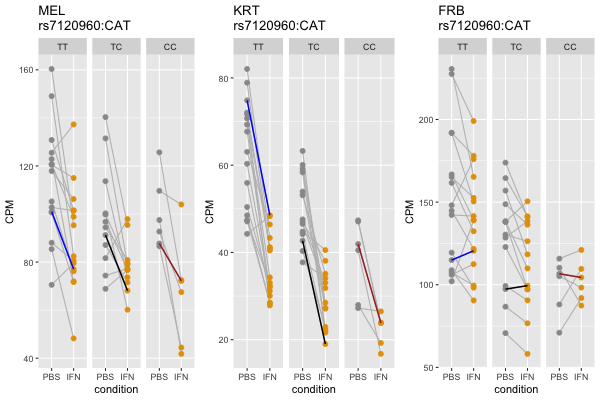 MEL
rs7120960:CAT
TT TC CC
160
120
80
40
CPM
PBS IFN PBS IFN PBS IFN
condition
KRT
rs7120960:CAT
TT TC CC
80
60
40
20
CPM
PBS IFN PBS IFN PBS IFN
condition
FRB
rs7120960:CAT
TT TC CC
200
150
100
50
CPM
PBS IFN PBS IFN PBS IFN
condition